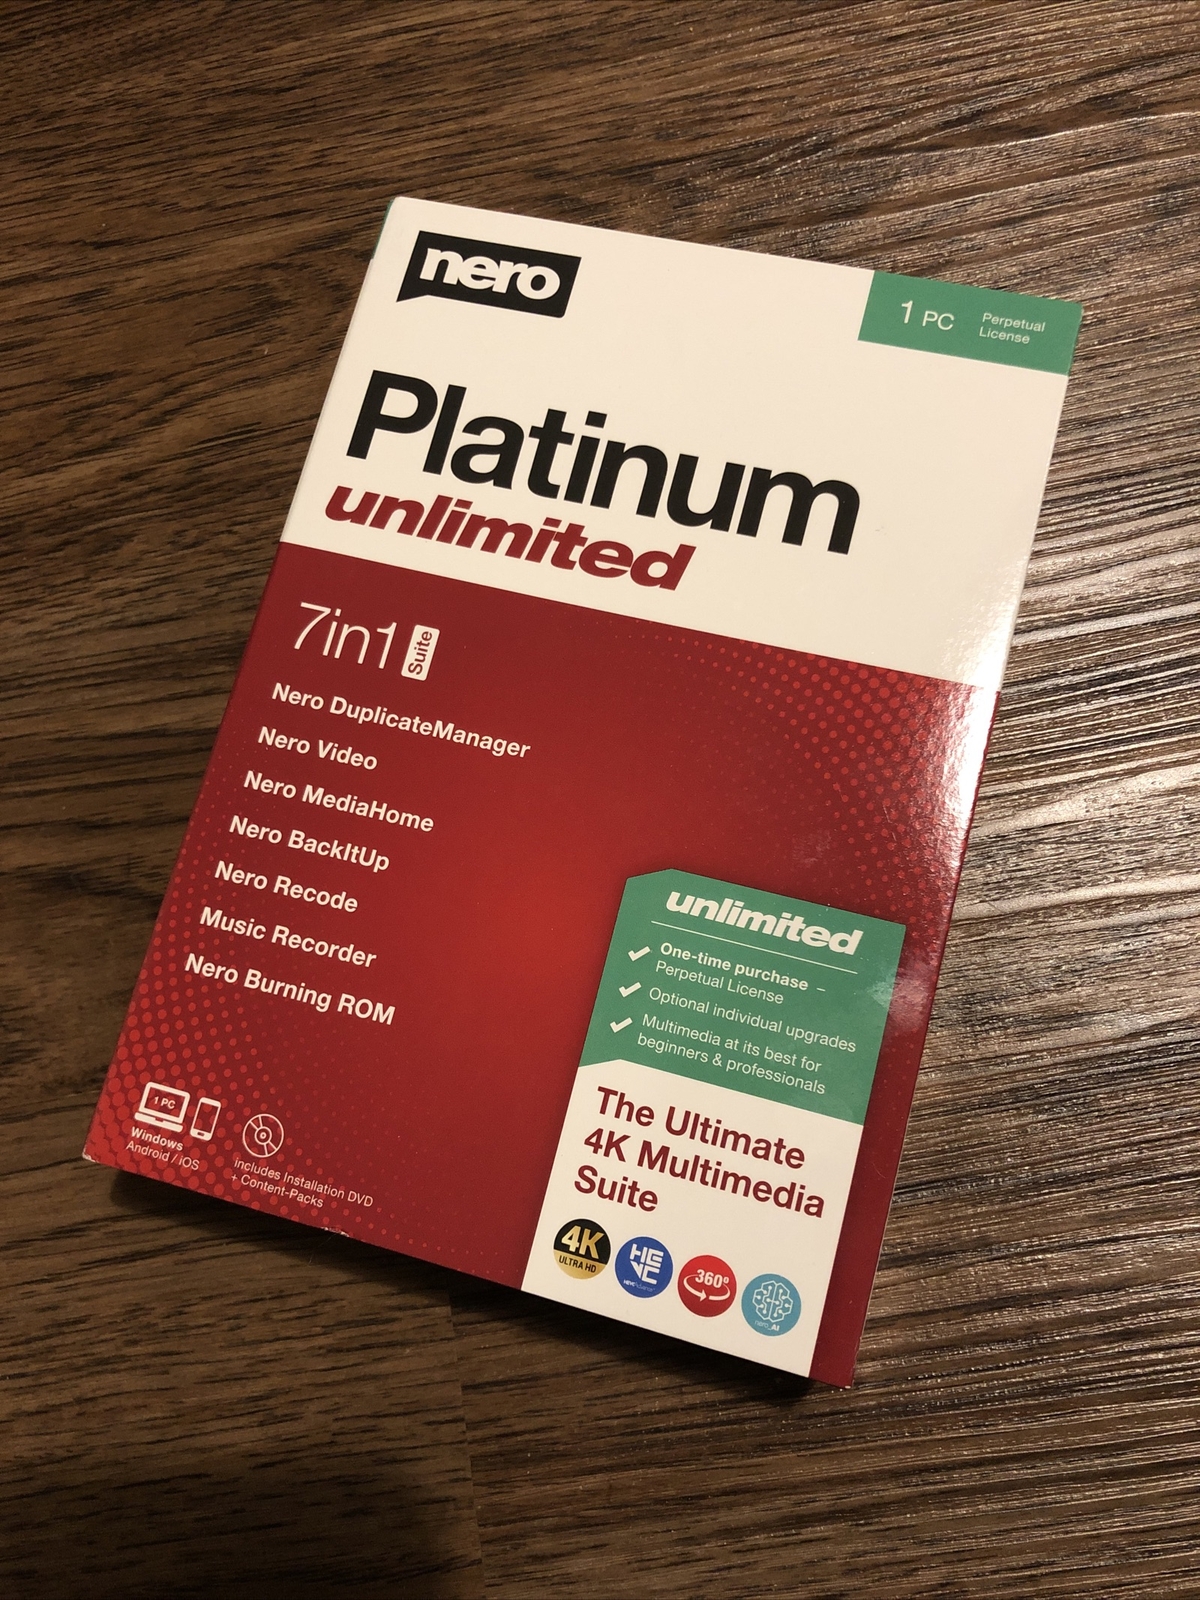 nero
1 PC
Perpetual
License
Platinum
unlimited
7in1 Suite
Nero DuplicateManager
Nero Video
Nero MediaHome
Nero BackItUp
Nero Recode
Music Recorder
Nero Burning ROM
unlimited
One-time purchase –
Perpetual License
Optional individual upgrades
Multimedia at its best for
beginners & professionals
The Ultimate
4K Multimedia
Suite
1 PC
Windows
Android / iOS
includes Installation DVD
+ Content-Packs
4K
ULTRA HD
HEVC
360°
nero_AI